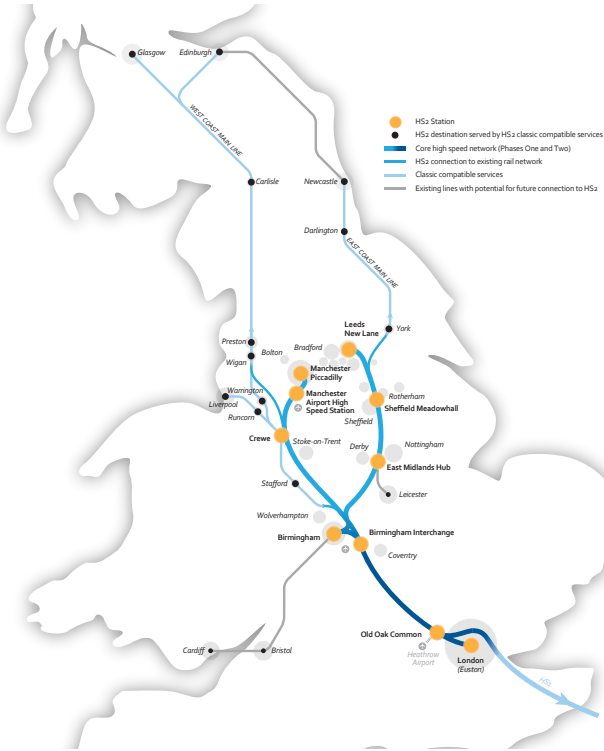 Glasgow
Edinburgh
WEST COAST MAIN LINE
HS2 Station
HS2 destination served by HS2 classic compatible services
Core high speed network (Phases One and Two)
HS2 connection to existing rail network
Classic compatible services
Existing lines with potential for future connection to HS2
Carlisle
Newcastle
Darlington
EAST COAST MAIN LINE
York
Leeds
New Lane
Preston
Bolton
Bradford
Wigan
Manchester
Piccadilly
Warrington
Manchester
Airport High
Speed Station
Rotherham
Sheffield Meadowhall
Liverpool
Runcorn
Sheffield
Crewe
Stoke-on-Trent
Derby
Nottingham
East Midlands Hub
Stafford
Leicester
Wolverhampton
Birmingham
Birmingham Interchange
Coventry
Old Oak Common
Heathrow
Airport
London
(Euston)
Cardiff
Bristol
HS1